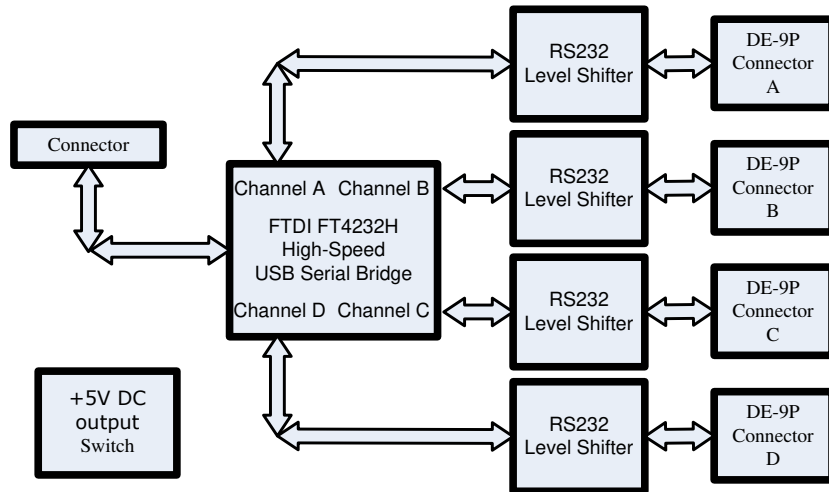 RS232
Level Shifter
DE-9P
Connector
A
Connector
RS232
Level Shifter
DE-9P
Connector
B
Channel A Channel B
FTDI FT4232H
High-Speed
USB Serial Bridge
Channel D Channel C
RS232
Level Shifter
DE-9P
Connector
C
+5V DC
output
Switch
RS232
Level Shifter
DE-9P
Connector
D